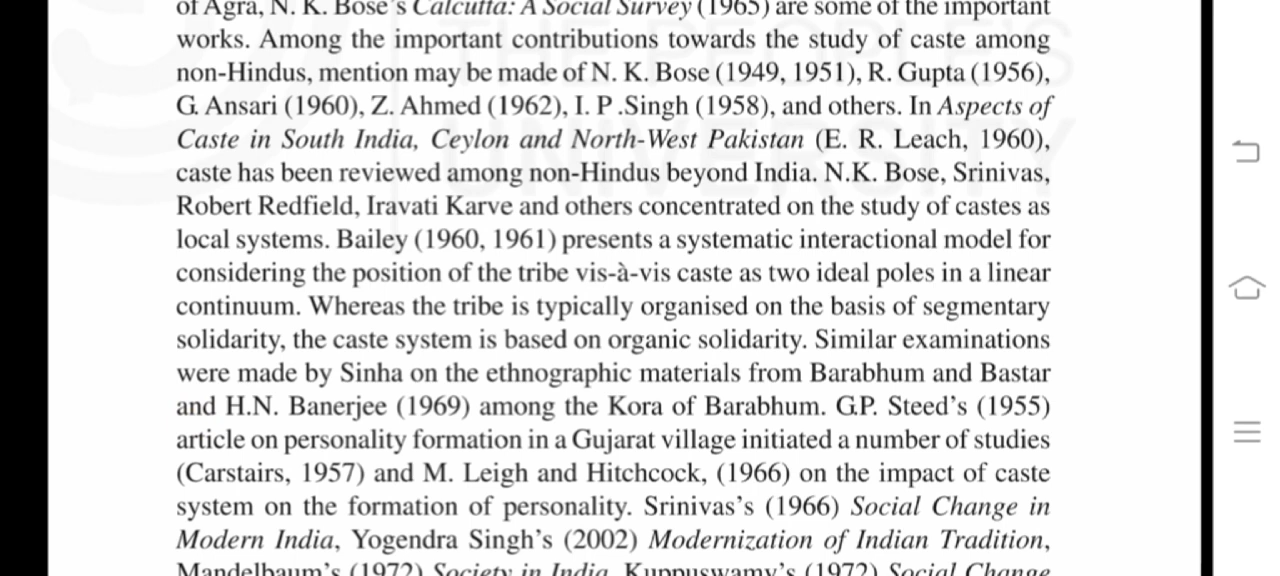 of Agra, N. K. Bose's Calcutta: A Social Survey (1965) are some of the important
works. Among the important contributions towards the study of caste among
non-Hindus, mention may be made of N. K. Bose (1949, 1951), R. Gupta (1956),
G. Ansari (1960), Z. Ahmed (1962), I. P .Singh (1958), and others. In Aspects of
Caste in South India, Ceylon and North-West Pakistan (E. R. Leach, 1960),
caste has been reviewed among non-Hindus beyond India. N.K. Bose, Srinivas,
Robert Redfield, Iravati Karve and others concentrated on the study of castes as
local systems. Bailey (1960, 1961) presents a systematic interactional model for
considering the position of the tribe vis-à-vis caste as two ideal poles in a linear
continuum. Whereas the tribe is typically organised on the basis of segmentary
solidarity, the caste system is based on organic solidarity. Similar examinations
were made by Sinha on the ethnographic materials from Barabhum and Bastar
and H.N. Banerjee (1969) among the Kora of Barabhum. G.P. Steed's (1955)
article on personality formation in a Gujarat village initiated a number of studies
(Carstairs, 1957) and M. Leigh and Hitchcock, (1966) on the impact of caste
system on the formation of personality. Srinivas's (1966) Social Change in
Modern India, Yogendra Singh's (2002) Modernization of Indian Tradition,
Mandelbaum's (1972) Society in India, Kuppuswamy's (1972) Social Change
THE PEOPLE'S
UNIVERSITY